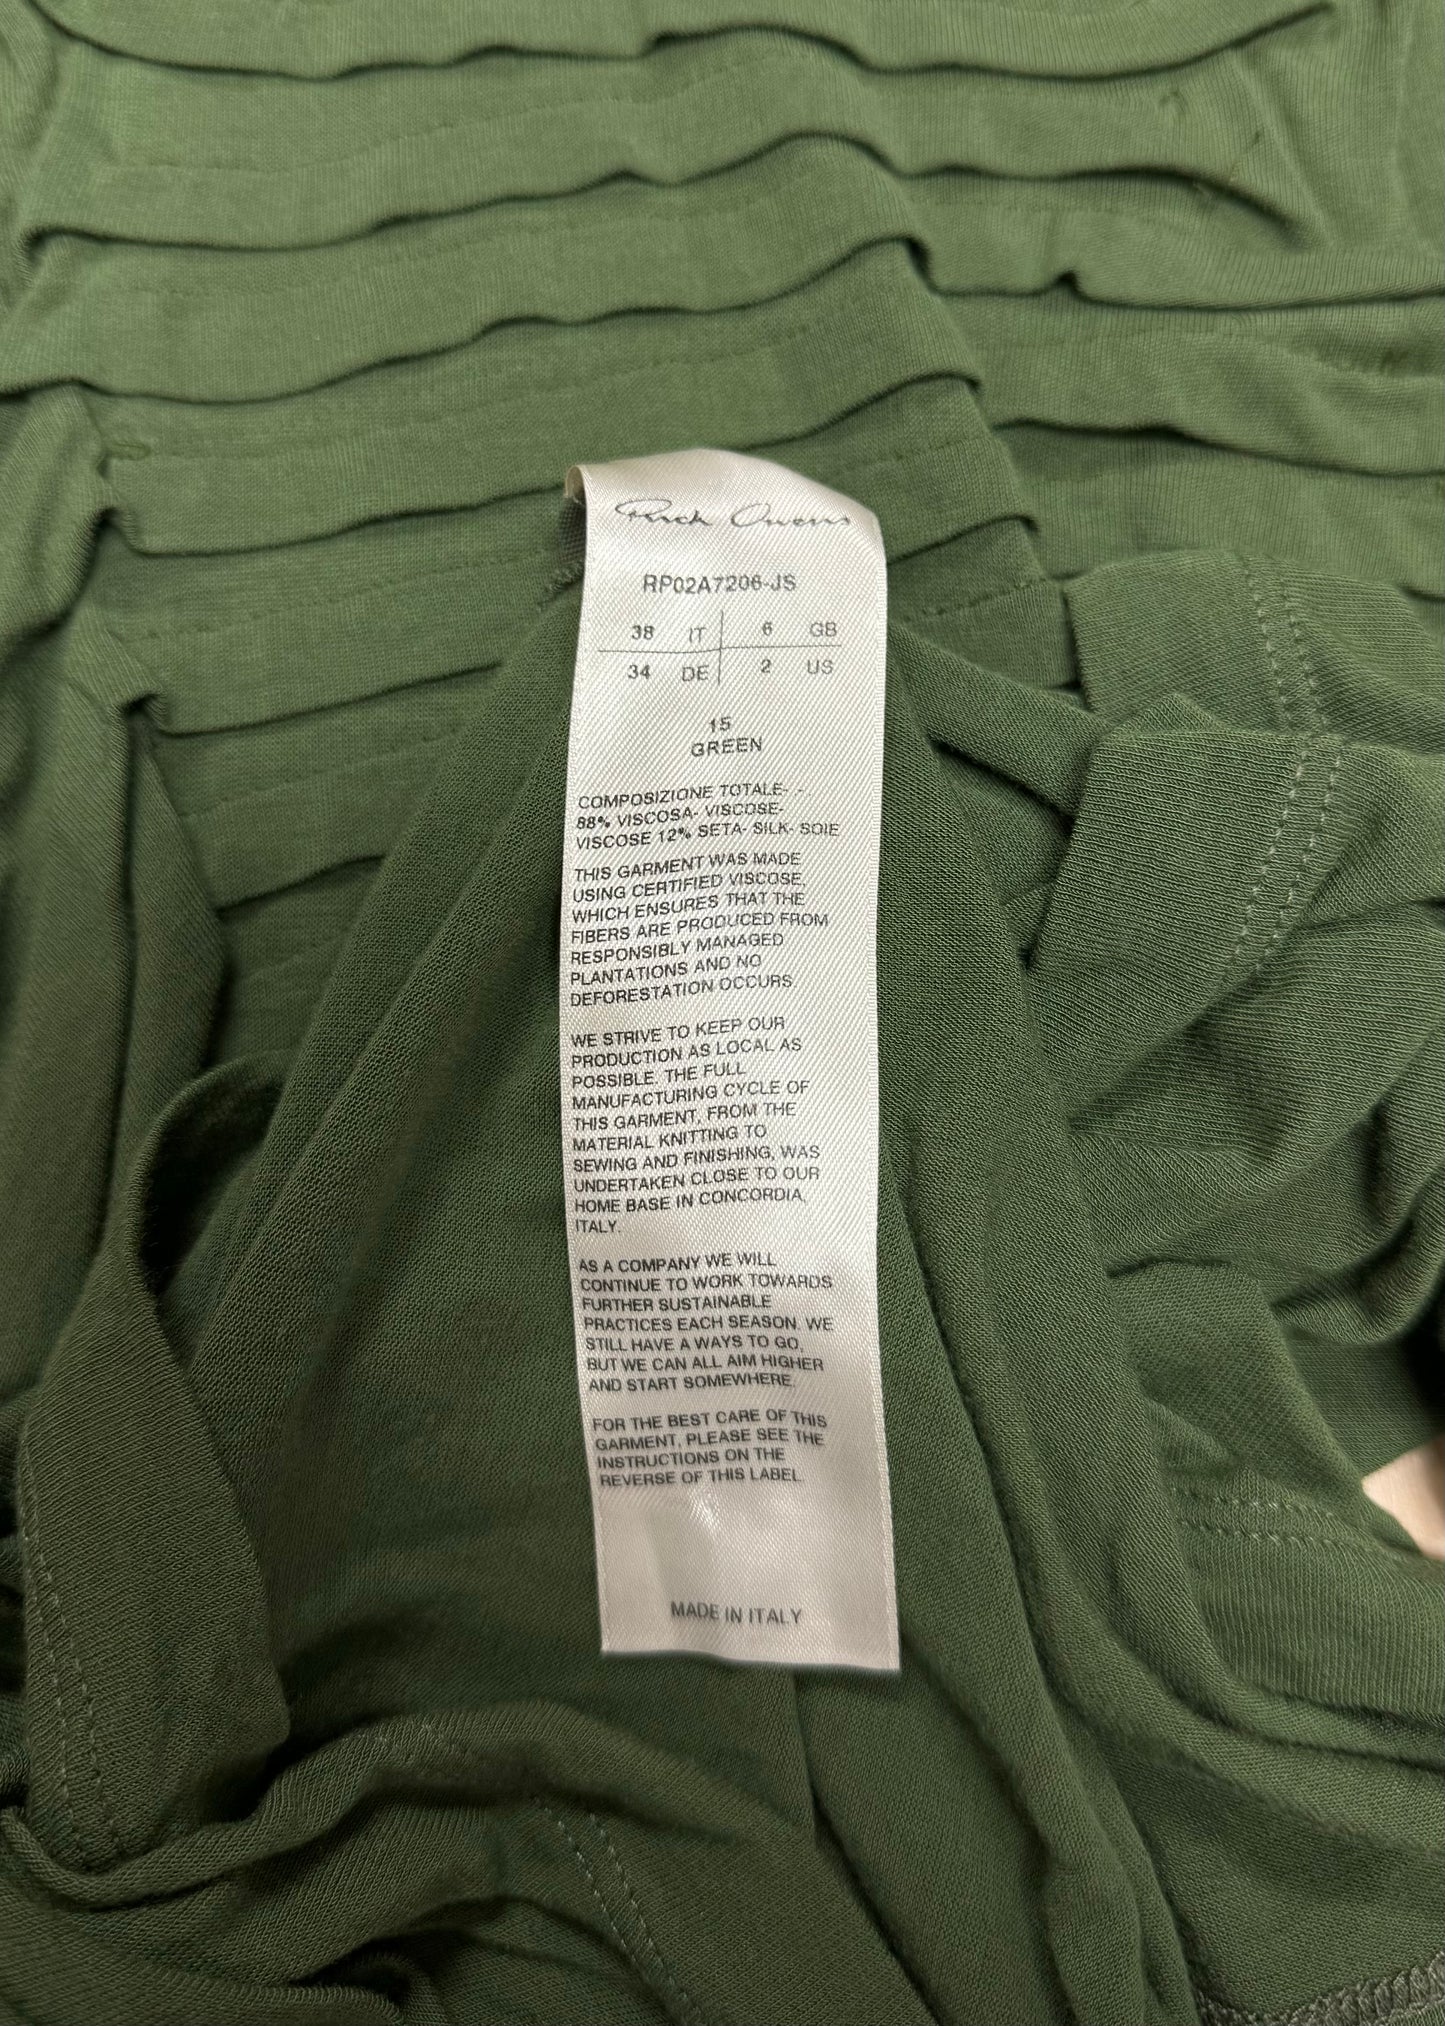 Rick Owens
RP02A7206-JS
38 IT 6 GB
34 DE 2 US
15
GREEN
COMPOSIZIONE TOTALE- -
88% VISCOSA- VISCOSE-
VISCOSE 12% SETA- SILK- SOIE
THIS GARMENT WAS MADE
USING CERTIFIED VISCOSE,
WHICH ENSURES THAT THE
FIBERS ARE PRODUCED FROM
RESPONSIBLY MANAGED
PLANTATIONS AND NO
DEFORESTATION OCCURS
WE STRIVE TO KEEP OUR
PRODUCTION AS LOCAL AS
POSSIBLE. THE FULL
MANUFACTURING CYCLE OF
THIS GARMENT, FROM THE
MATERIAL KNITTING TO
SEWING AND FINISHING, WAS
UNDERTAKEN CLOSE TO OUR
HOME BASE IN CONCORDIA,
ITALY.
AS A COMPANY WE WILL
CONTINUE TO WORK TOWARDS
FURTHER SUSTAINABLE
PRACTICES EACH SEASON. WE
STILL HAVE A WAYS TO GO,
BUT WE CAN ALL AIM HIGHER
AND START SOMEWHERE.
FOR THE BEST CARE OF THIS
GARMENT, PLEASE SEE THE
INSTRUCTIONS ON THE
REVERSE OF THIS LABEL.
MADE IN ITALY